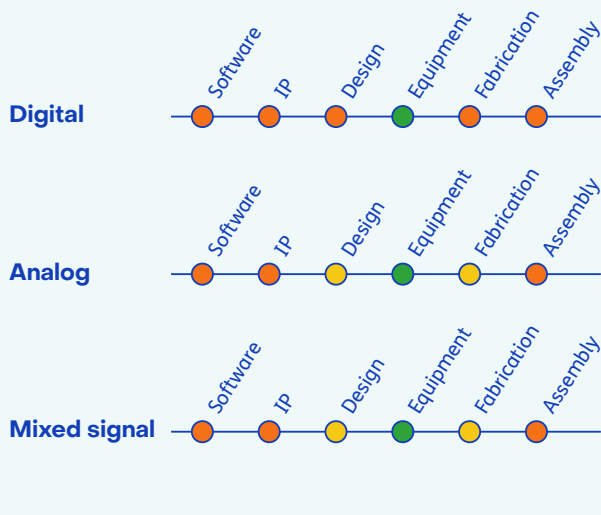 Software
IP
Design
Equipment
Fabrication
Assembly
Digital
Software
IP
Design
Equipment
Fabrication
Assembly
Analog
Software
IP
Design
Equipment
Fabrication
Assembly
Mixed signal